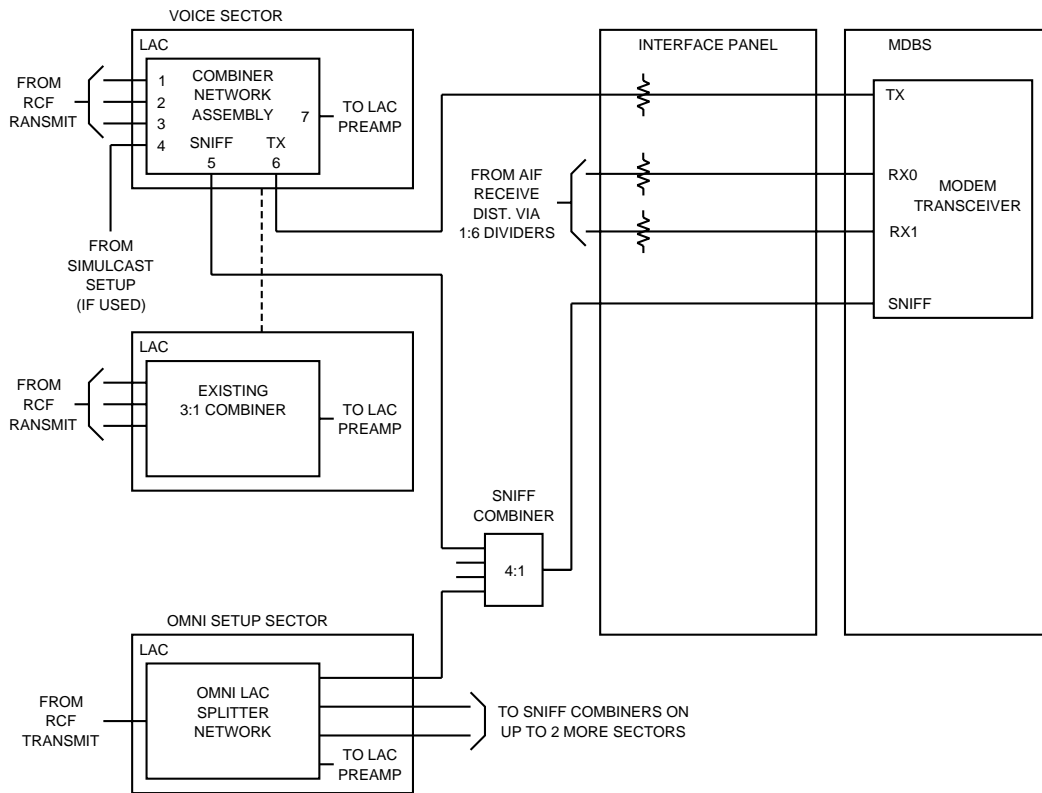 VOICE SECTOR
LAC
FROM
RCF
RANSMIT
1
2
3
4
COMBINER
NETWORK
ASSEMBLY
SNIFF TX
5 6
7
TO LAC
PREAMP
FROM
SIMULCAST
SETUP
(IF USED)
INTERFACE PANEL
FROM AIF
RECEIVE
DIST. VIA
1:6 DIVIDERS
MDBS
TX
RX0
RX1
SNIFF
MODEM
TRANSCEIVER
LAC
FROM
RCF
RANSMIT
EXISTING
3:1 COMBINER
TO LAC
PREAMP
SNIFF
COMBINER
4:1
OMNI SETUP SECTOR
LAC
FROM
RCF
TRANSMIT
OMNI LAC
SPLITTER
NETWORK
TO LAC
PREAMP
TO SNIFF COMBINERS ON
UP TO 2 MORE SECTORS